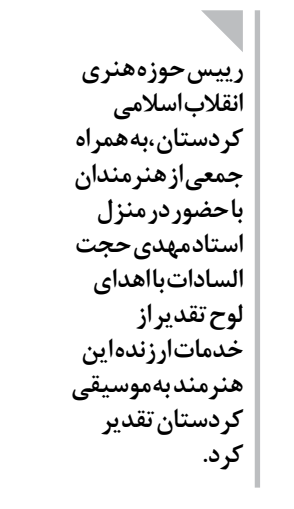 رییس حوزه هنری
انقلاب اسلامی
کردستان،به همراه
جمعی از هنرمندان
با حضور در منزل
استاد مهدی حجت
السادات با اهدای
لوح تقدیر از
خدمات ارزنده این
هنرمند به موسیقی
کردستان تقدیر
کرد.